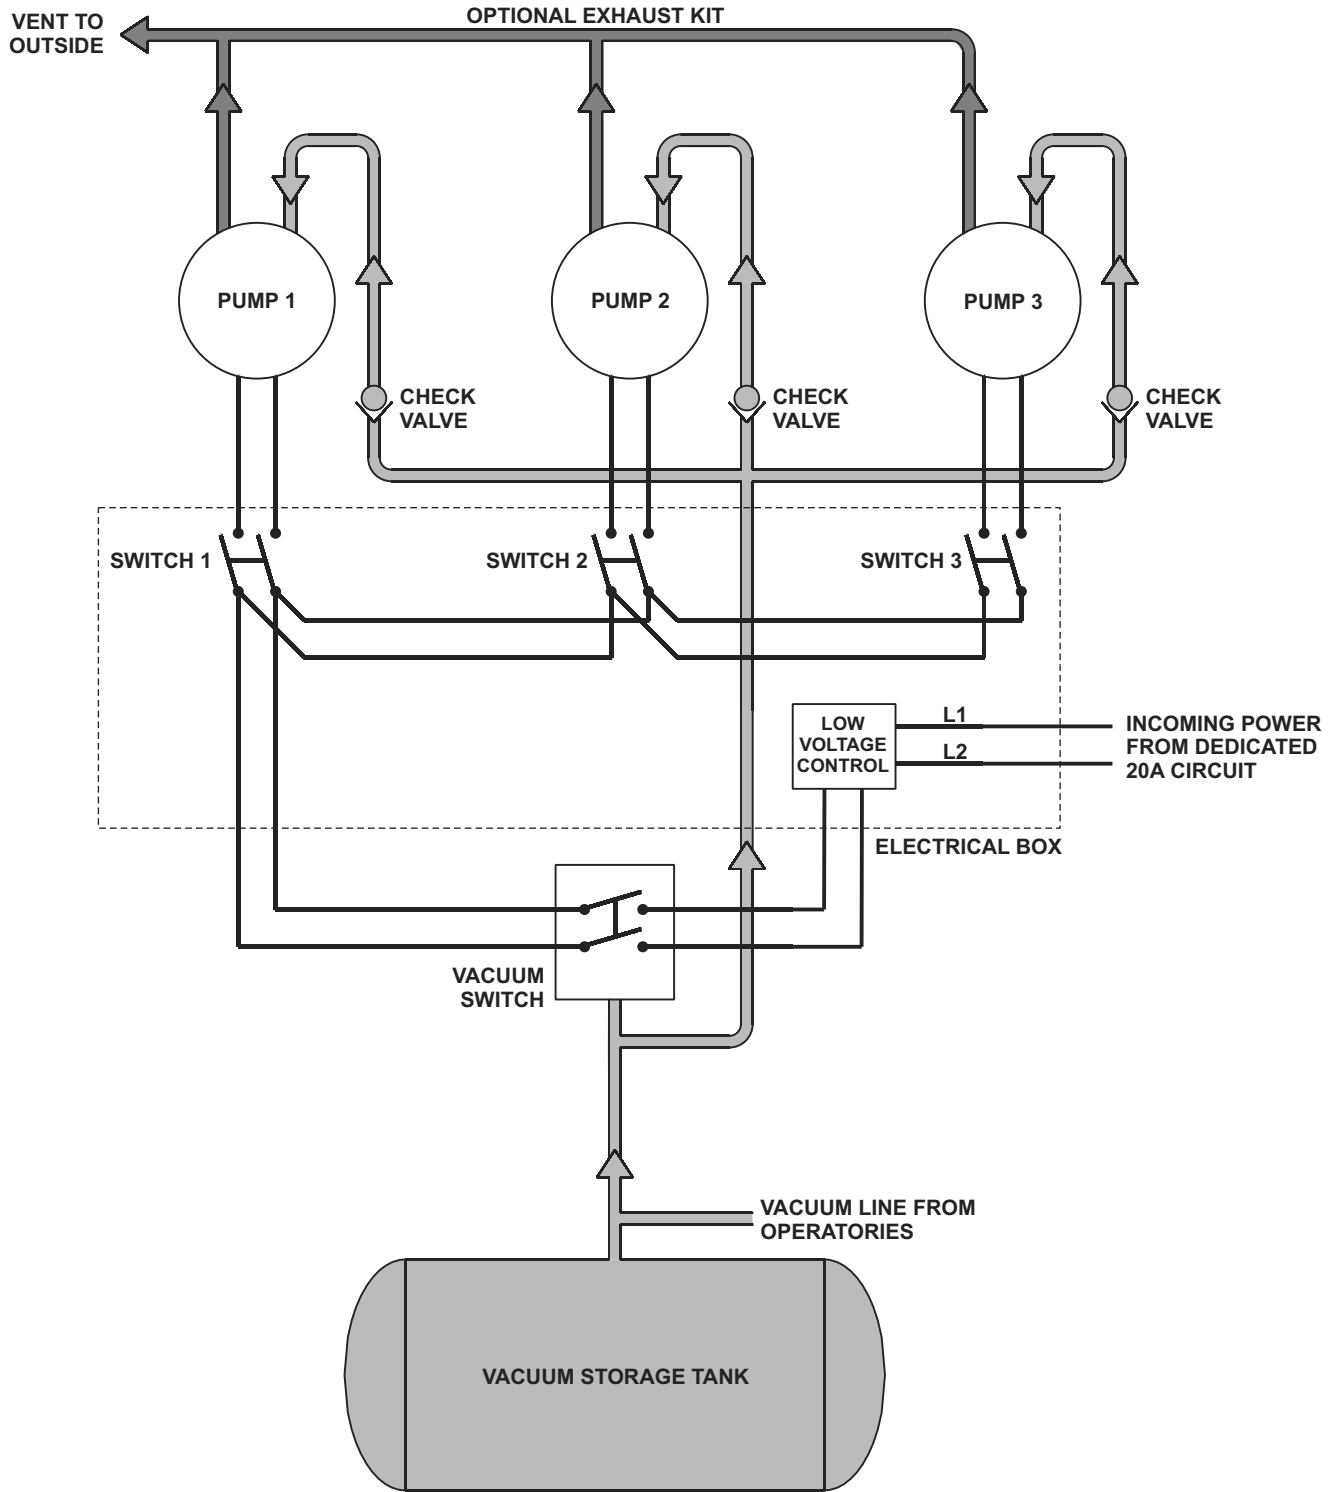 OPTIONAL EXHAUST KIT
VENT TO
OUTSIDE
PUMP 1
PUMP 2
PUMP 3
CHECK
VALVE
CHECK
VALVE
CHECK
VALVE
SWITCH 1
SWITCH 2
SWITCH 3
LOW
VOLTAGE
CONTROL
L1
L2
INCOMING POWER
FROM DEDICATED
20A CIRCUIT
ELECTRICAL BOX
VACUUM
SWITCH
VACUUM LINE FROM
OPERATORIES
VACUUM STORAGE TANK